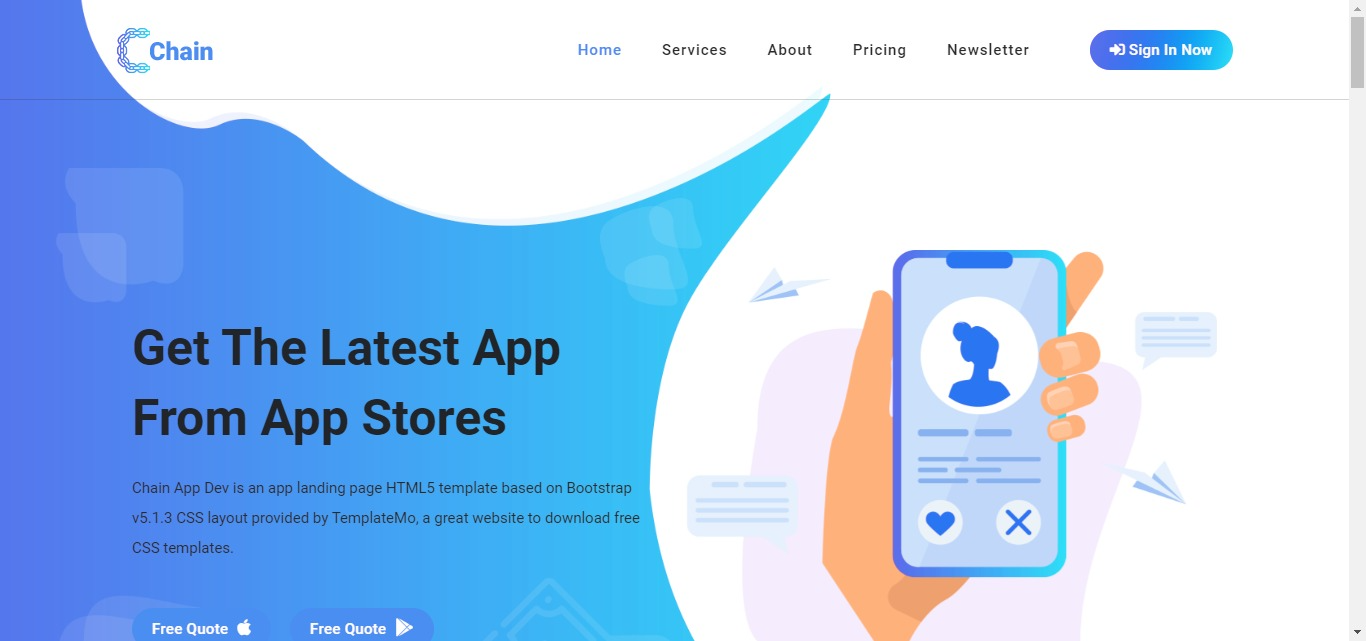 Chain
Home Services About Pricing Newsletter Sign In Now
Get The Latest App
From App Stores
Chain App Dev is an app landing page HTML5 template based on Bootstrap
v5.1.3 CSS layout provided by TemplateMo, a great website to download free
CSS templates.
Free Quote Free Quote